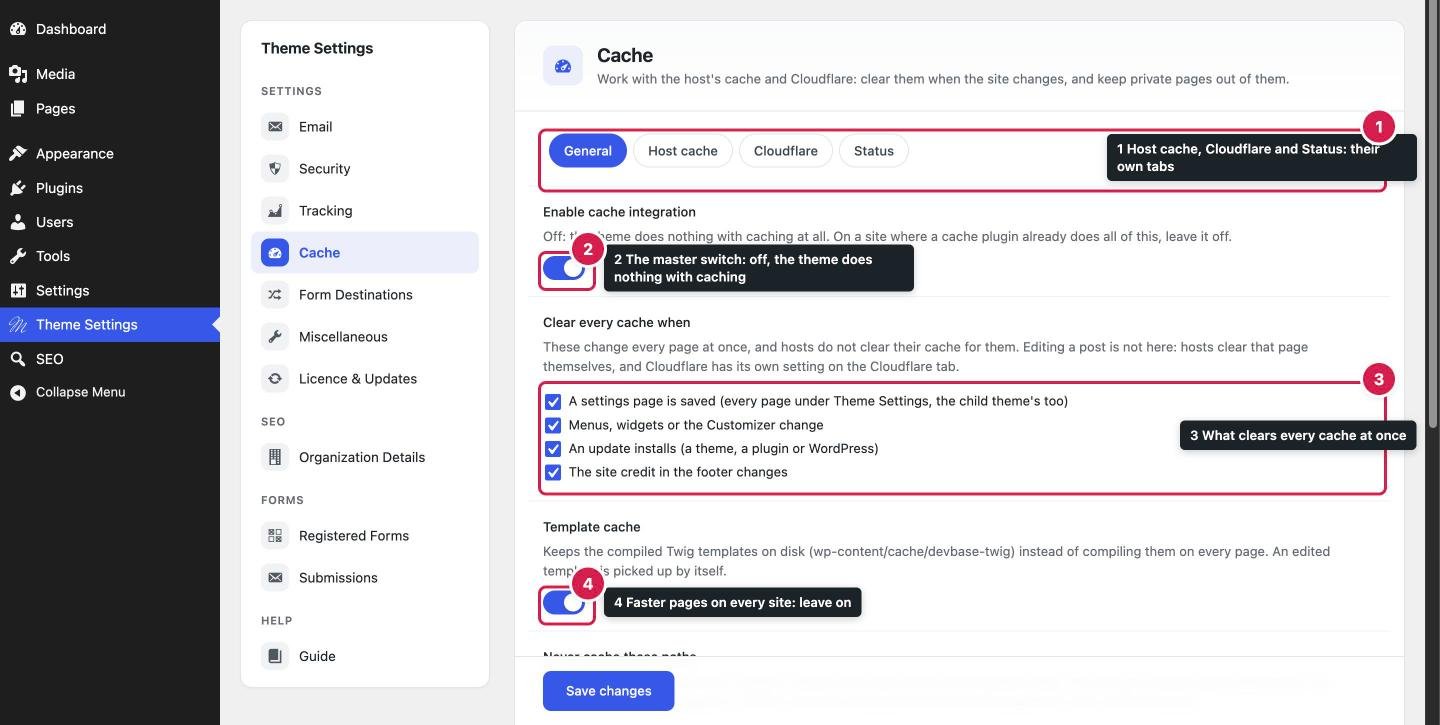 Dashboard
Media
Pages
Appearance
Plugins
Users
Tools
Settings
Theme Settings
SEO
Collapse Menu
Theme Settings
SETTINGS
Email
Security
Tracking
Cache
Form Destinations
Miscellaneous
Licence & Updates
SEO
Organization Details
FORMS
Registered Forms
Submissions
HELP
Guide
Cache
Work with the host's cache and Cloudflare: clear them when the site changes, and keep private pages out of them.
General
Host cache
Cloudflare
Status
1
1 Host cache, Cloudflare and Status: their
own tabs
Enable cache integration
Off: theme does nothing with caching at all. On a site where a cache plugin already does all of this, leave it off.
2
2 The master switch: off, the theme does
nothing with caching
Clear every cache when
These change every page at once, and hosts do not clear their cache for them. Editing a post is not here: hosts clear that page
themselves, and Cloudflare has its own setting on the Cloudflare tab.
3
A settings page is saved (every page under Theme Settings, the child theme's too)
Menus, widgets or the Customizer change
An update installs (a theme, a plugin or WordPress)
The site credit in the footer changes
3 What clears every cache at once
Template cache
Keeps the compiled Twig templates on disk (wp-content/cache/devbase-twig) instead of compiling them on every page. An edited
is picked up by itself.
4
4 Faster pages on every site: leave on
Never cache these paths
Save changes